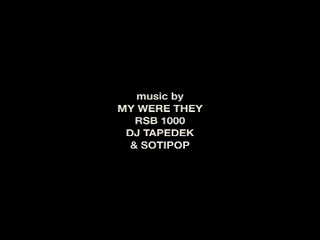 music by
MY WERE THEY
RSB 1000
DJ TAPEDEK
& SOTIPOP